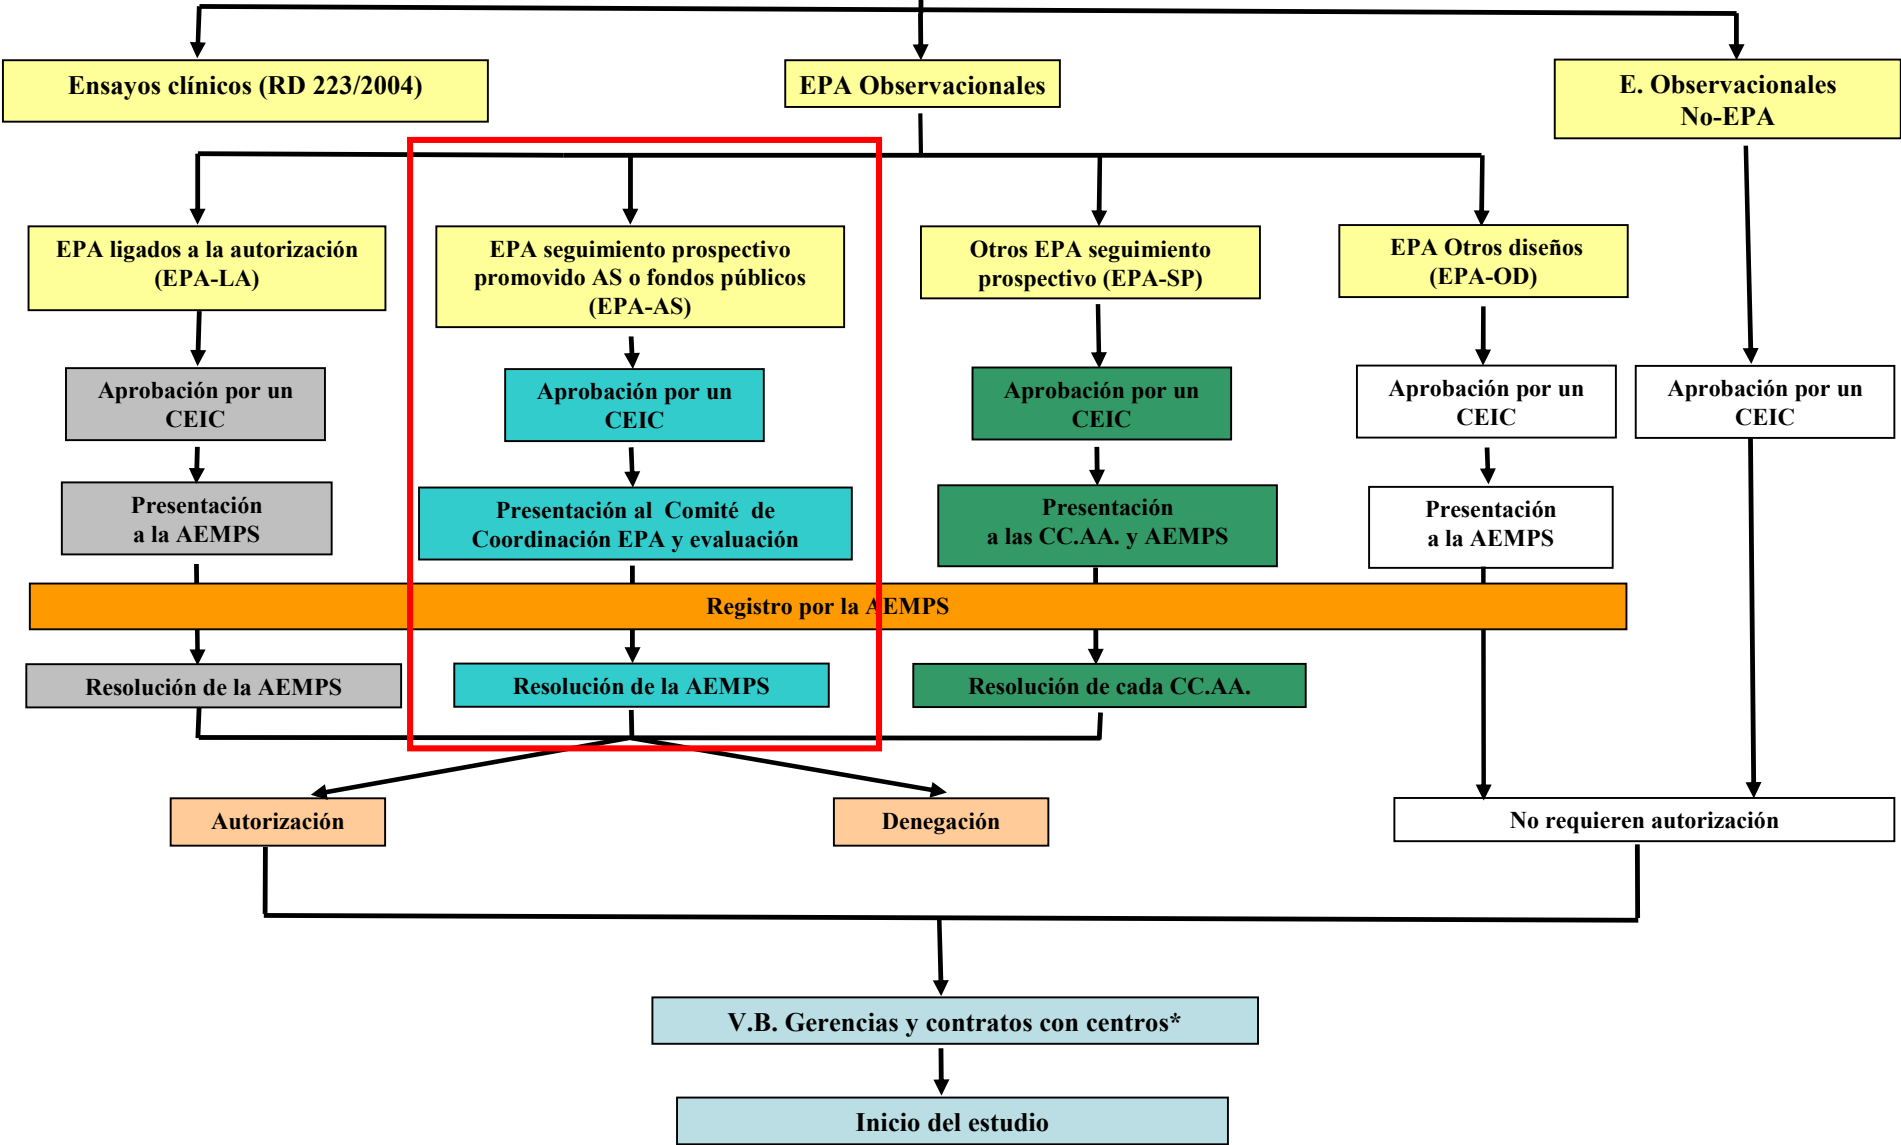 Ensayos clínicos (RD 223/2004)
EPA Observacionales
E. Observacionales
No-EPA
EPA ligados a la autorización
(EPA-LA)
EPA seguimiento prospectivo
promovido AS o fondos públicos
(EPA-AS)
Otros EPA seguimiento
prospectivo (EPA-SP)
EPA Otros diseños
(EPA-OD)
Aprobación por un
CEIC
Aprobación por un
CEIC
Aprobación por un
CEIC
Aprobación por un
CEIC
Aprobación por un
CEIC
Presentación
a la AEMPS
Presentación al Comité de
Coordinación EPA y evaluación
Presentación
a las CC.AA. y AEMPS
Presentación
a la AEMPS
Registro por la AEMPS
Resolución de la AEMPS
Resolución de la AEMPS
Resolución de cada CC.AA.
Autorización
Denegación
No requieren autorización
V.B. Gerencias y contratos con centros*
Inicio del estudio